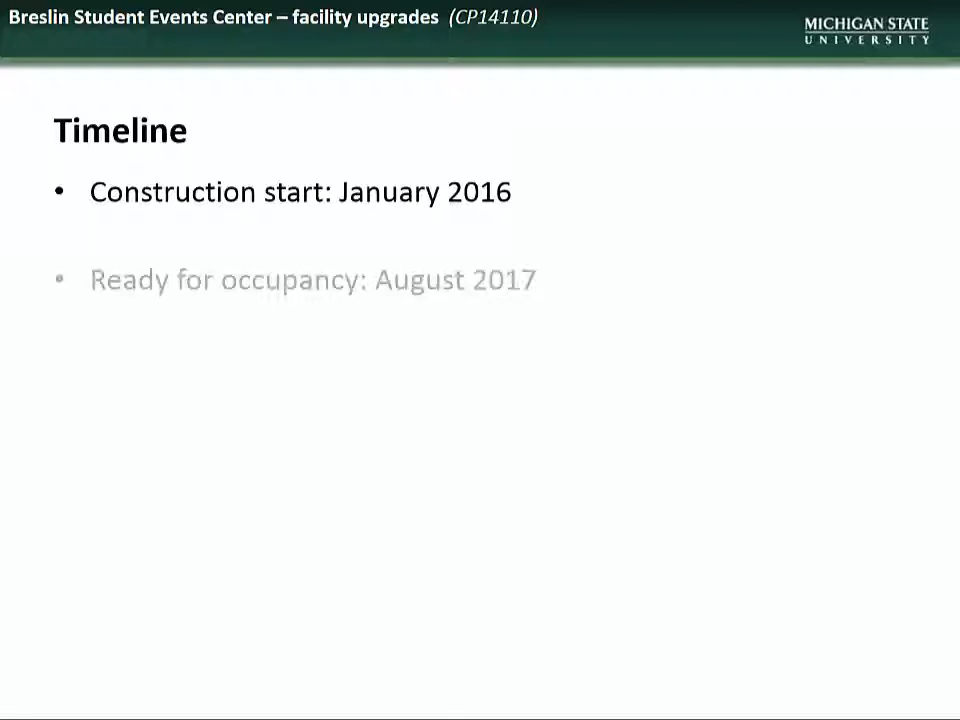 Breslin Student Events Center – facility upgrades (CP14110)
MICHIGAN STATE
UNIVERSITY
Timeline
• Construction start: January 2016
• Ready for occupancy: August 2017